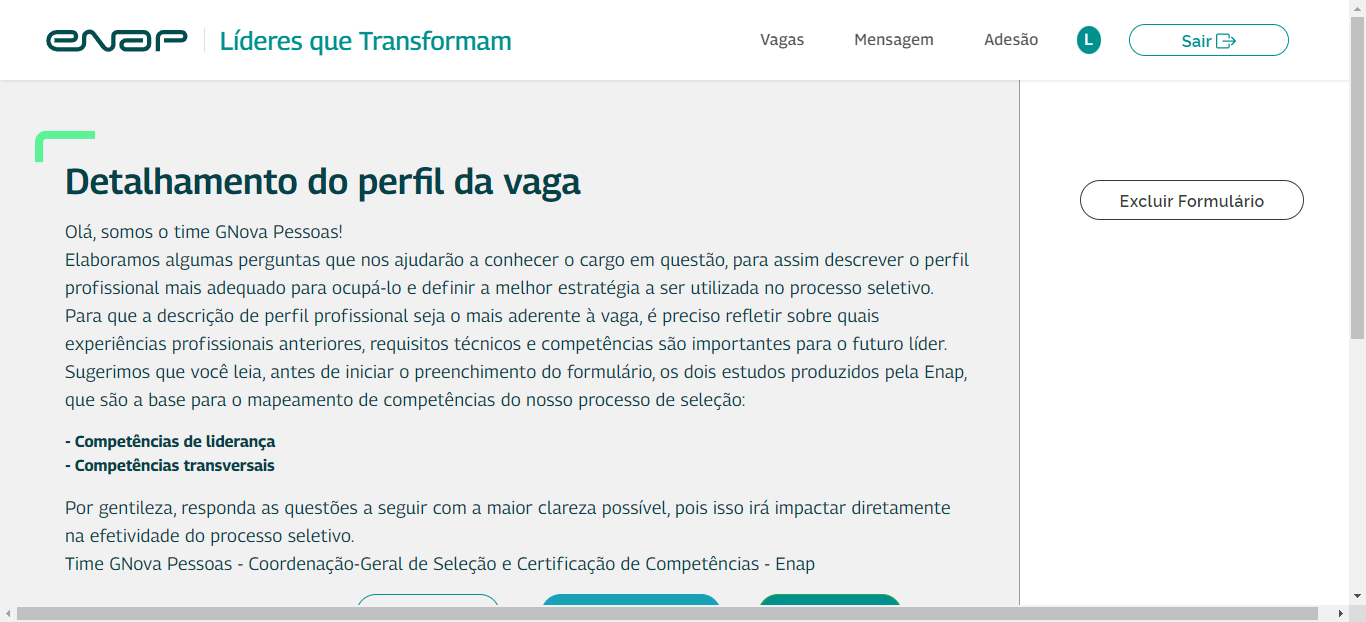 enap
Líderes que Transformam
Vagas
Mensagem
Adesão
L
Sair
Detalhamento do perfil da vaga
Excluir Formulário
Olá, somos o time GNova Pessoas!
Elaboramos algumas perguntas que nos ajudarão a conhecer o cargo em questão, para assim descrever o perfil
profissional mais adequado para ocupá-lo e definir a melhor estratégia a ser utilizada no processo seletivo.
Para que a descrição de perfil profissional seja o mais aderente à vaga, é preciso refletir sobre quais
experiências profissionais anteriores, requisitos técnicos e competências são importantes para o futuro líder.
Sugerimos que você leia, antes de iniciar o preenchimento do formulário, os dois estudos produzidos pela Enap,
que são a base para o mapeamento de competências do nosso processo de seleção:
- Competências de liderança
- Competências transversais
Por gentileza, responda as questões a seguir com a maior clareza possível, pois isso irá impactar diretamente
na efetividade do processo seletivo.
Time GNova Pessoas - Coordenação-Geral de Seleção e Certificação de Competências - Enap